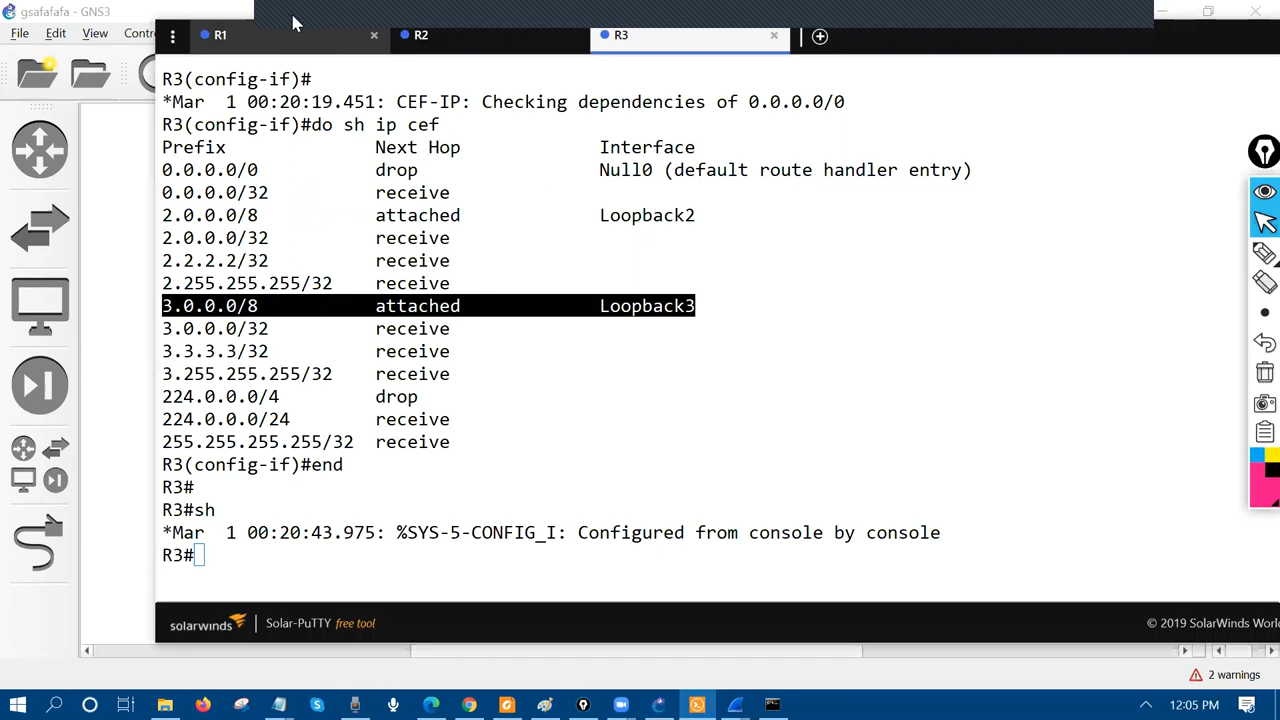 gsafafafa - GNS3
File Edit View Contro
R1
R2
R3
R3(config-if)#
*Mar  1 00:20:19.451: CEF-IP: Checking dependencies of 0.0.0.0/0
R3(config-if)#do sh ip cef
Prefix Next Hop Interface
0.0.0.0/0 drop Null0 (default route handler entry)
0.0.0.0/32 receive
2.0.0.0/8 attached Loopback2
2.0.0.0/32 receive
2.2.2.2/32 receive
2.255.255.255/32 receive
3.0.0.0/8 attached Loopback3
3.0.0.0/32 receive
3.3.3.3/32 receive
3.255.255.255/32 receive
224.0.0.0/4 drop
224.0.0.0/24 receive
255.255.255.255/32 receive
R3(config-if)#end
R3#
R3#sh
*Mar  1 00:20:43.975: %SYS-5-CONFIG_I: Configured from console by console
R3#
solarwinds Solar-PuTTY free tool © 2019 SolarWinds World
2 warnings
12:05 PM